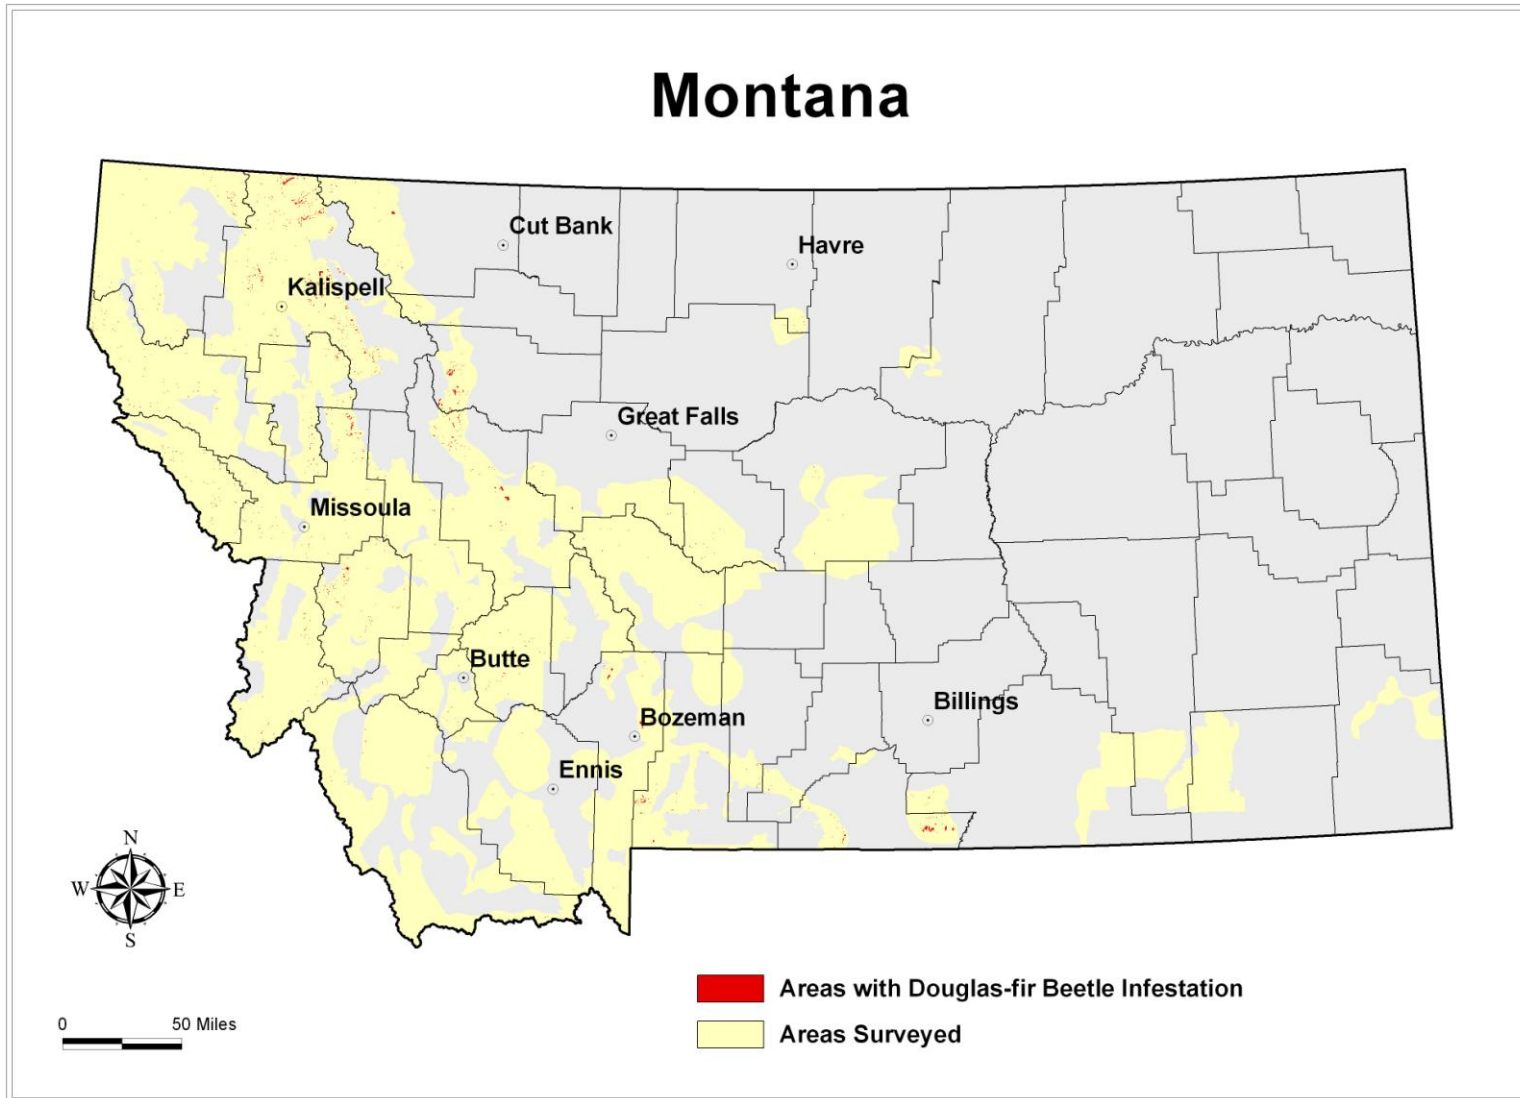 Montana
Cut Bank
Havre
Kalispell
Great Falls
Missoula
Butte
Billings
Bozeman
Ennis
N
W E
S
0 50 Miles
Areas with Douglas-fir Beetle Infestation
Areas Surveyed